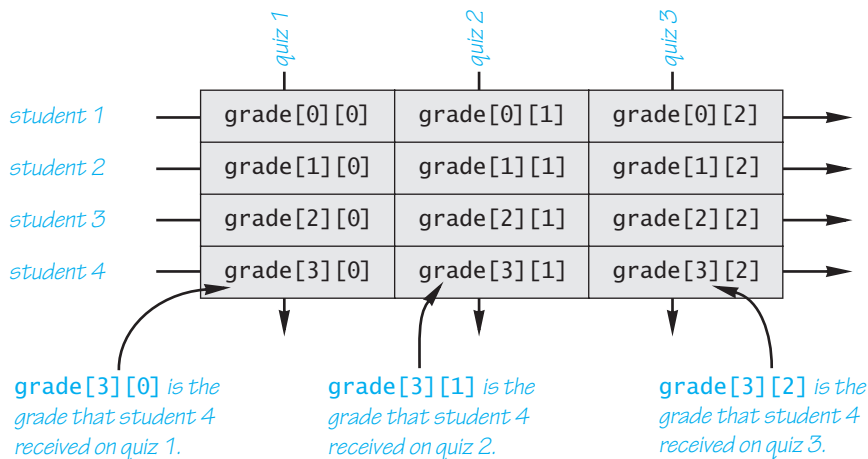 quiz 1 quiz 2 quiz 3
student 1 grade[0][0] grade[0][1] grade[0][2]
student 2 grade[1][0] grade[1][1] grade[1][2]
student 3 grade[2][0] grade[2][1] grade[2][2]
student 4 grade[3][0] grade[3][1] grade[3][2]
grade[3][0] is the
grade that student 4
received on quiz 1.
grade[3][1] is the
grade that student 4
received on quiz 2.
grade[3][2] is the
grade that student 4
received on quiz 3.